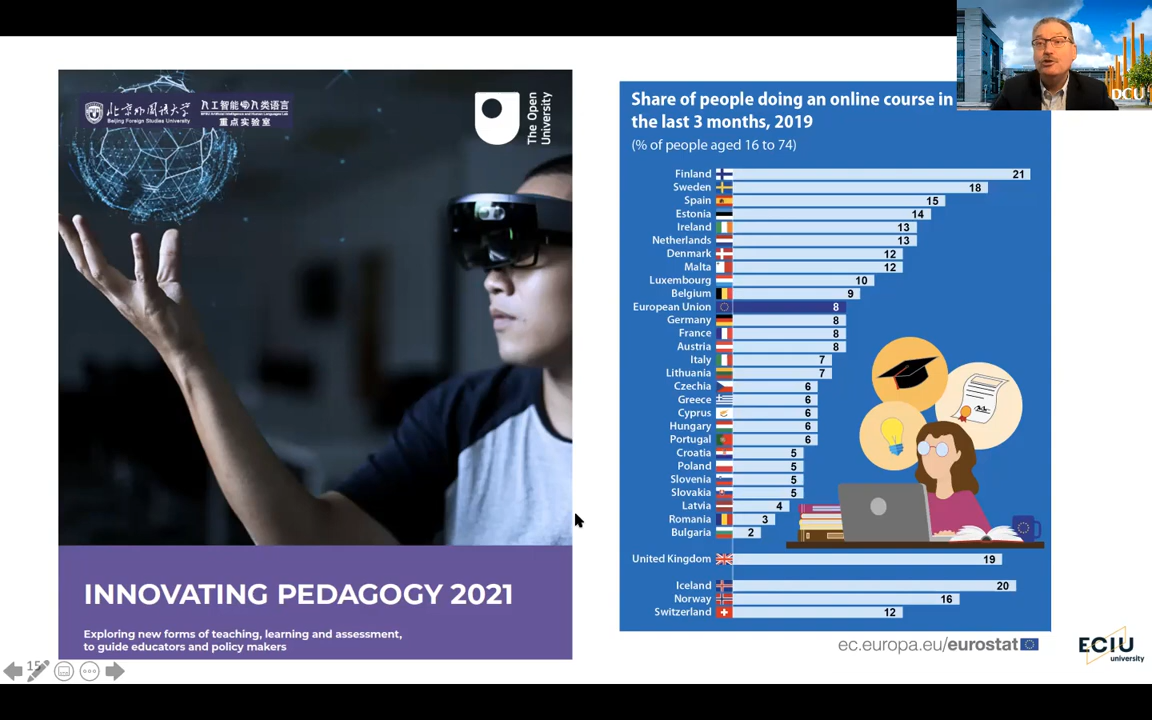 北京外国语大学
Beijing Foreign Studies University
人工智能与人类语言
重点实验室
The Open
University
INNOVATING PEDAGOGY 2021
Exploring new forms of teaching, learning and assessment,
to guide educators and policy makers
15
Share of people doing an online course in
the last 3 months, 2019
(% of people aged 16 to 74)
Finland 21
Sweden 18
Spain 15
Estonia 14
Ireland 13
Netherlands 13
Denmark 12
Malta 12
Luxembourg 10
Belgium 9
European Union 8
Germany 8
France 8
Austria 8
Italy 7
Lithuania 7
Czechia 6
Greece 6
Cyprus 6
Hungary 6
Portugal 6
Croatia 5
Poland 5
Slovenia 5
Slovakia 5
Latvia 4
Romania 3
Bulgaria 2
United Kingdom 19
Iceland 20
Norway 16
Switzerland 12
ec.europa.eu/eurostat
ECIU
university
DCU